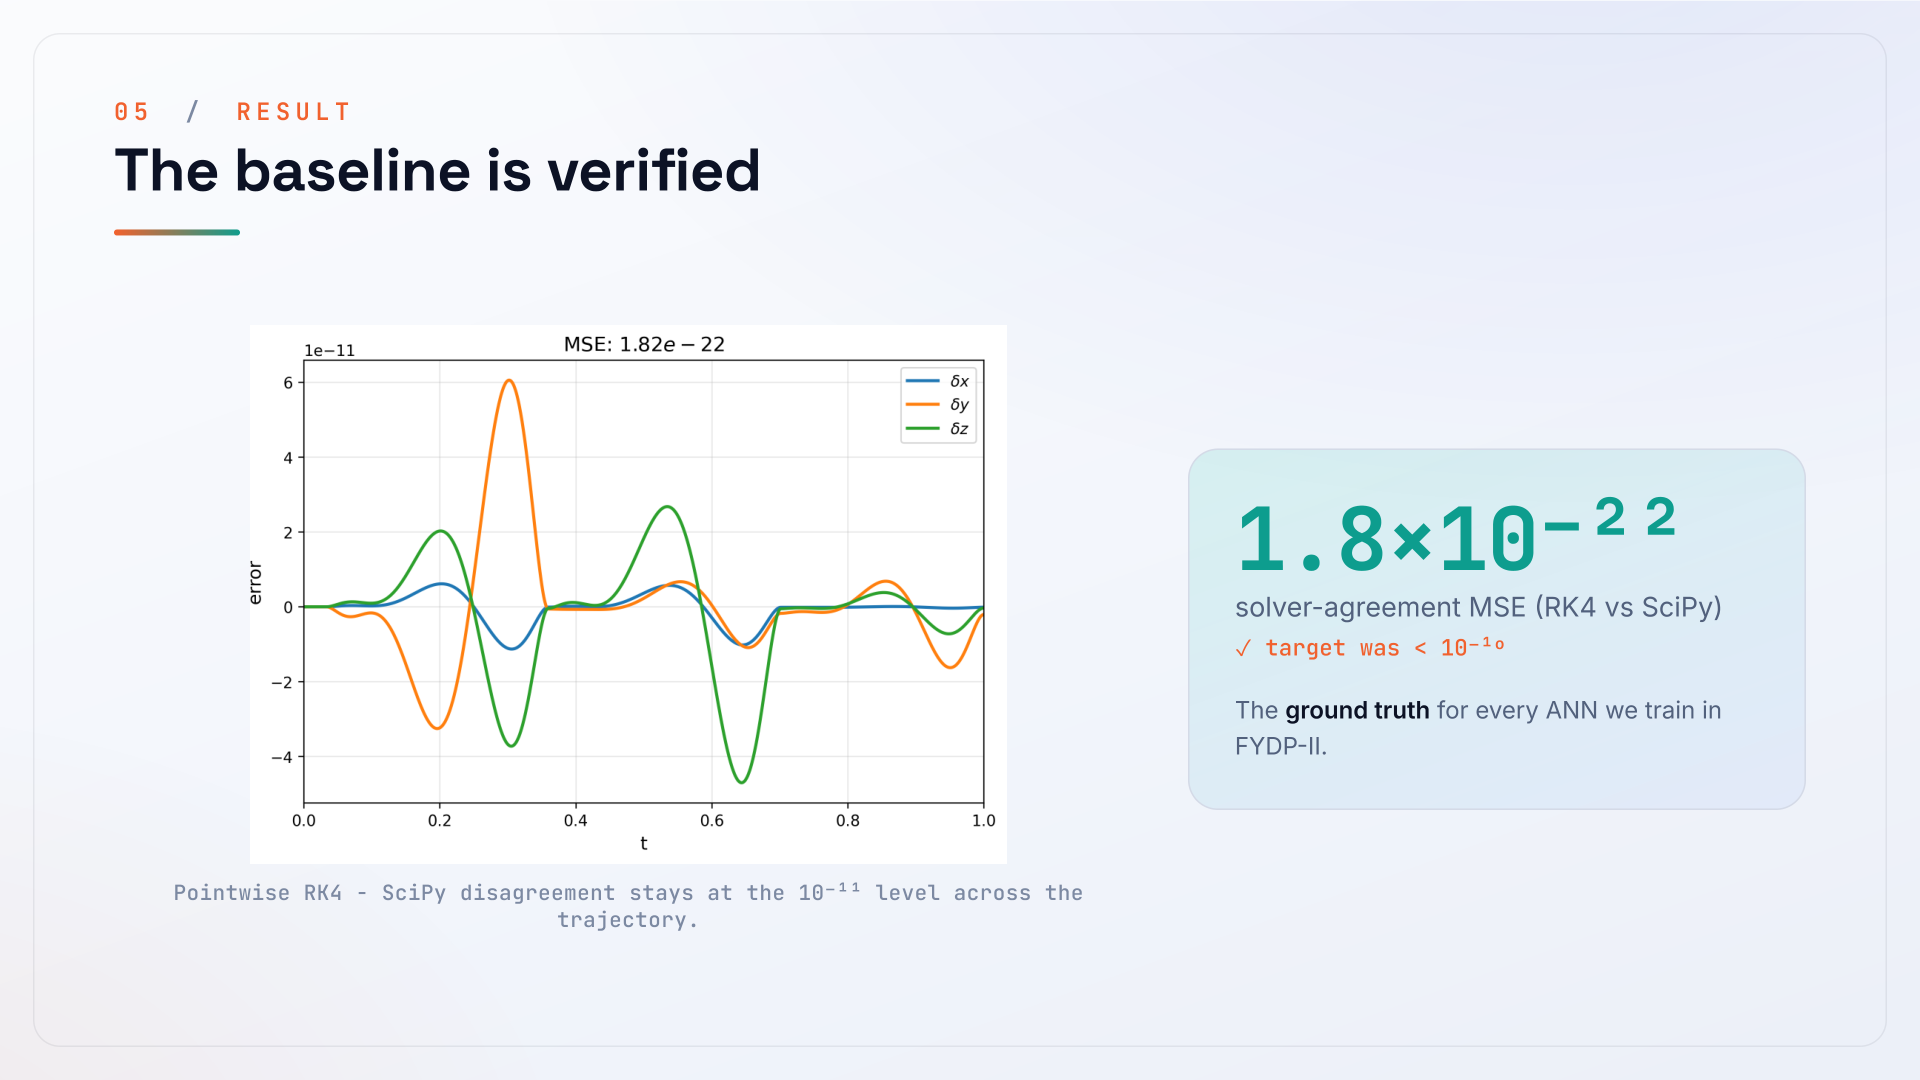 05 / RESULT
The baseline is verified
1e−11
MSE: 1.82e − 22
δx
δy
δz
6
4
2
0
−2
−4
error
0.0 0.2 0.4 0.6 0.8 1.0
t
Pointwise RK4 - SciPy disagreement stays at the 10⁻¹¹ level across the
trajectory.
1.8×10⁻²²
solver-agreement MSE (RK4 vs SciPy)
✓ target was < 10⁻¹⁰
The ground truth for every ANN we train in
FYDP-II.